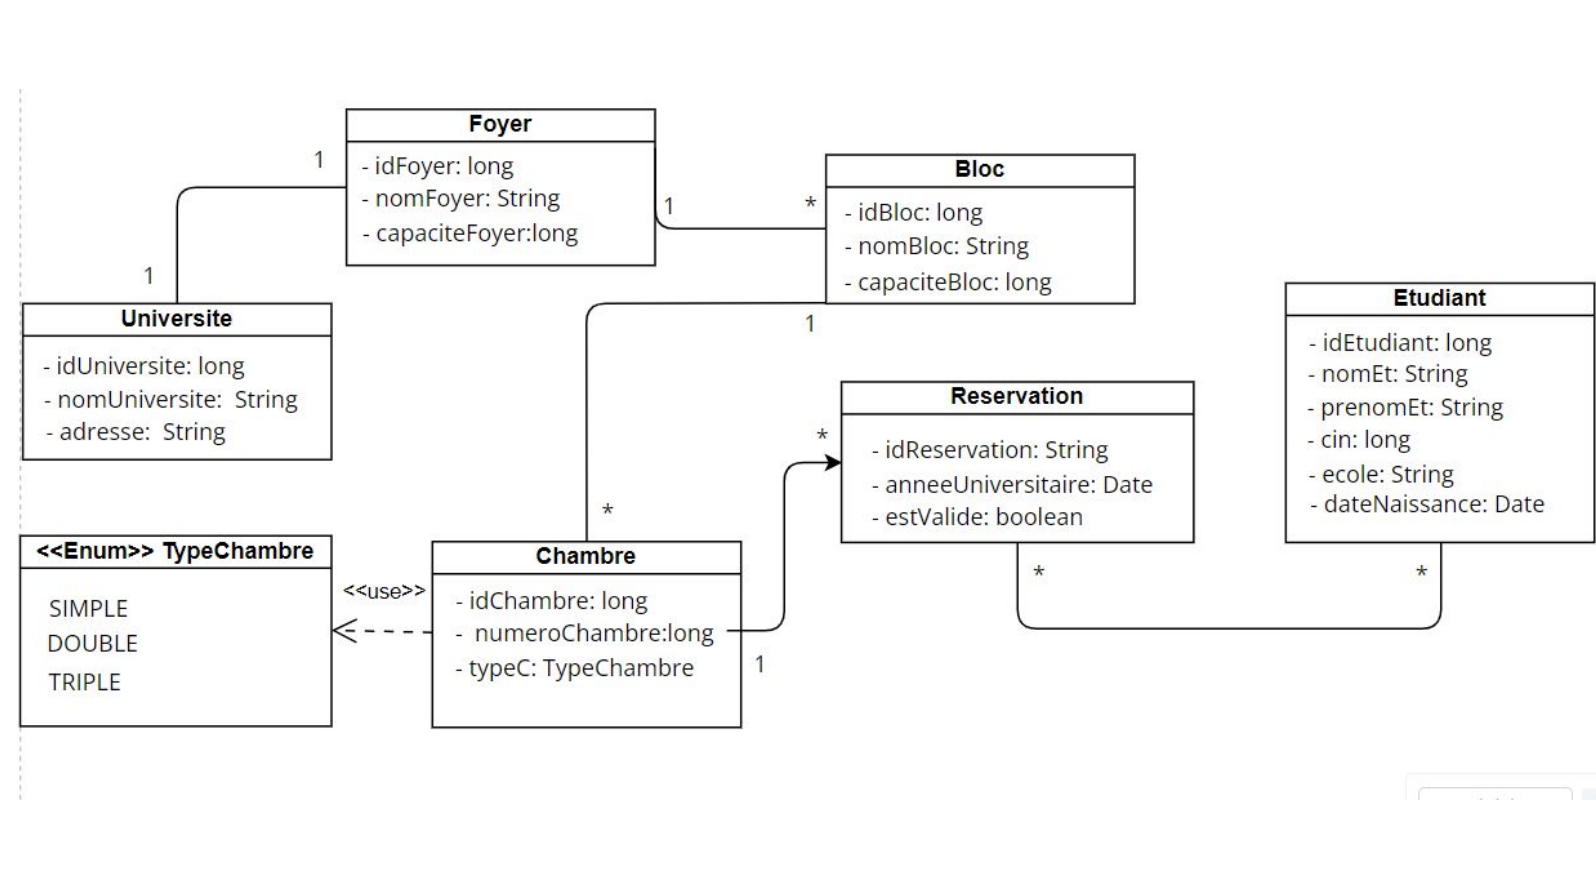 Foyer
- idFoyer: long
- nomFoyer: String
- capaciteFoyer:long
1
1
1
*
Bloc
- idBloc: long
- nomBloc: String
- capaciteBloc: long
1
*
Universite
- idUniversite: long
- nomUniversite: String
- adresse: String
Etudiant
- idEtudiant: long
- nomEt: String
- prenomEt: String
- cin: long
- ecole: String
- dateNaissance: Date
Reservation
- idReservation: String
- anneeUniversitaire: Date
- estValide: boolean
*
*
*
<<Enum>> TypeChambre
SIMPLE
DOUBLE
TRIPLE
<<use>>
Chambre
- idChambre: long
- numeroChambre:long
- typeC: TypeChambre
1